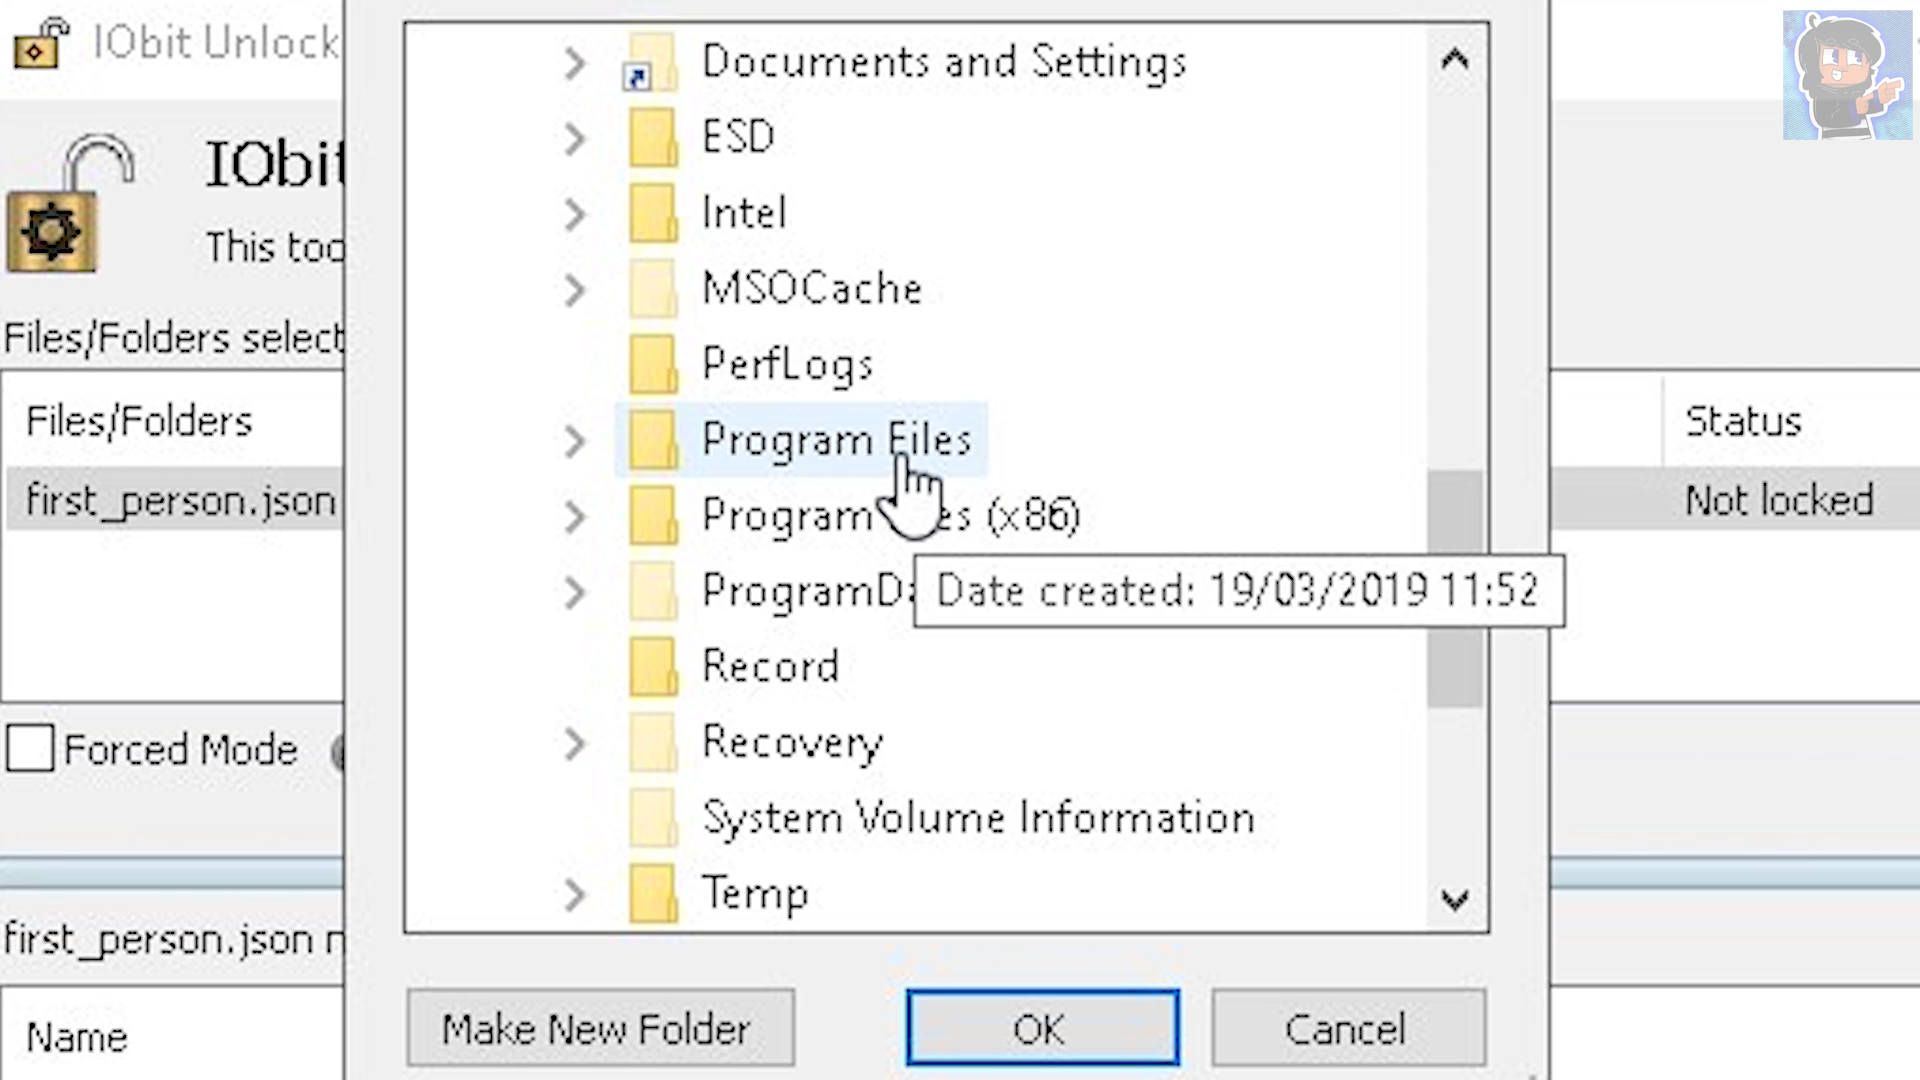 IObit Unlock
IObit
This too
Files/Folders select
Files/Folders
Status
first_person.json
Not locked
Forced Mode
first_person.json
Name
Documents and Settings
ESD
Intel
MSOCache
PerfLogs
Program Files
Program es (x86)
ProgramDa
Date created: 19/03/2019 11:52
Record
Recovery
System Volume Information
Temp
Make New Folder
OK
Cancel